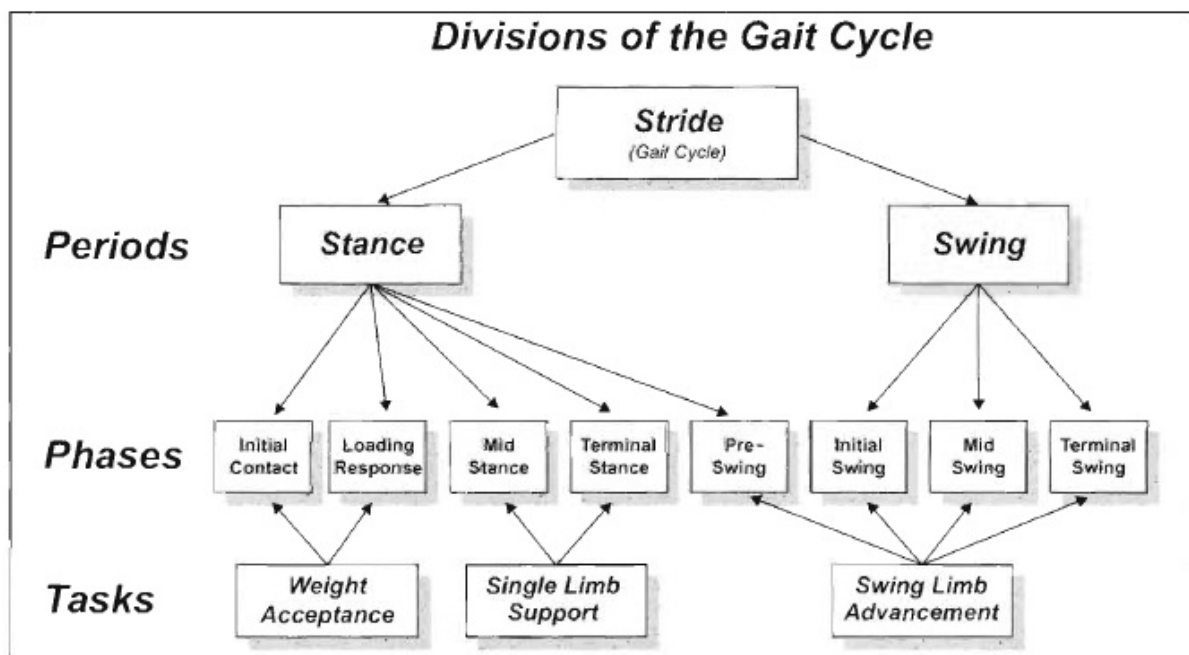 Divisions of the Gait Cycle
Stride
(Gait Cycle)
Periods
Stance
Swing
Phases
Initial
Contact
Loading
Response
Mid
Stance
Terminal
Stance
Pre-
Swing
Initial
Swing
Mid
Swing
Terminal
Swing
Tasks
Weight
Acceptance
Single Limb
Support
Swing Limb
Advancement